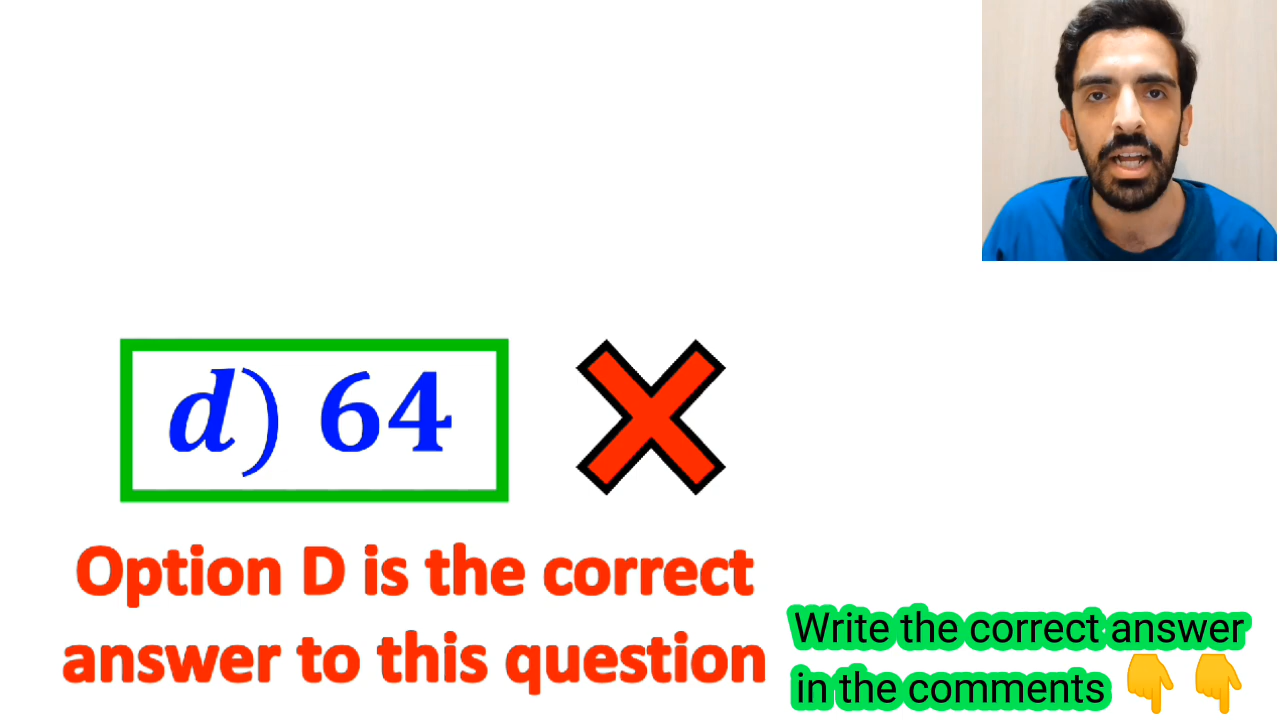 d) 64
Option D is the correct
answer to this question
Write the correct answer
in the comments 👇👇